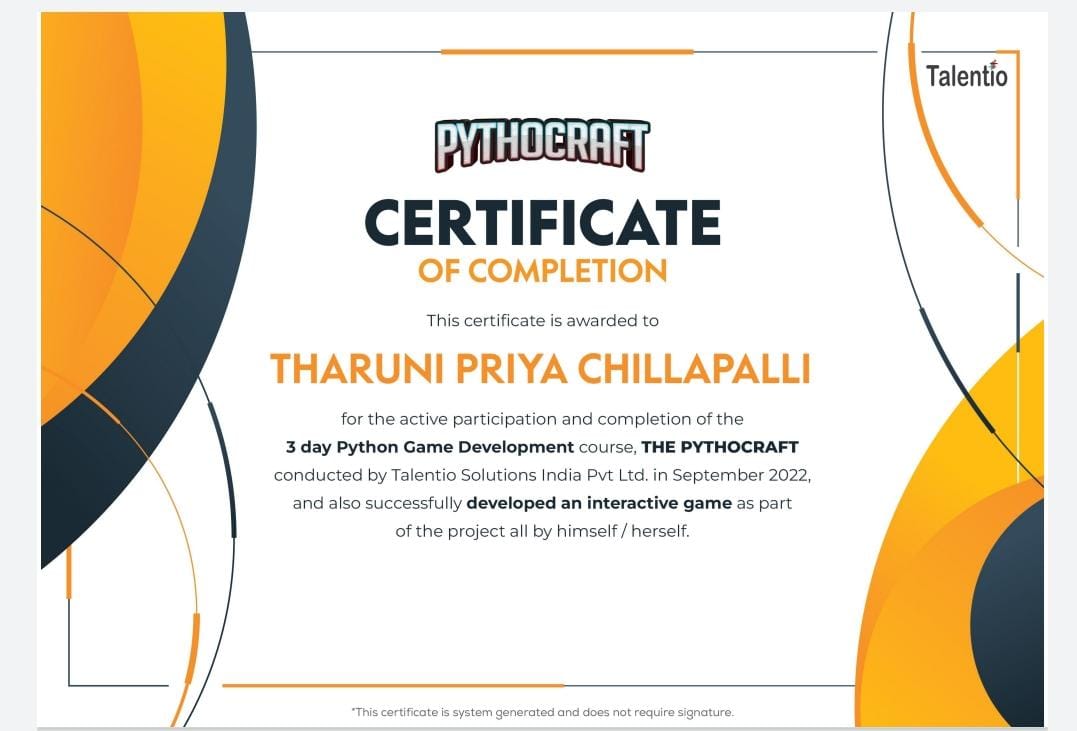 Talentio
PYTHOCRAFT
CERTIFICATE
OF COMPLETION
This certificate is awarded to
THARUNI PRIYA CHILLAPALLI
for the active participation and completion of the
3 day Python Game Development course, THE PYTHOCRAFT
conducted by Talentio Solutions India Pvt Ltd. in September 2022,
and also successfully developed an interactive game as part
of the project all by himself / herself.
*This certificate is system generated and does not require signature.